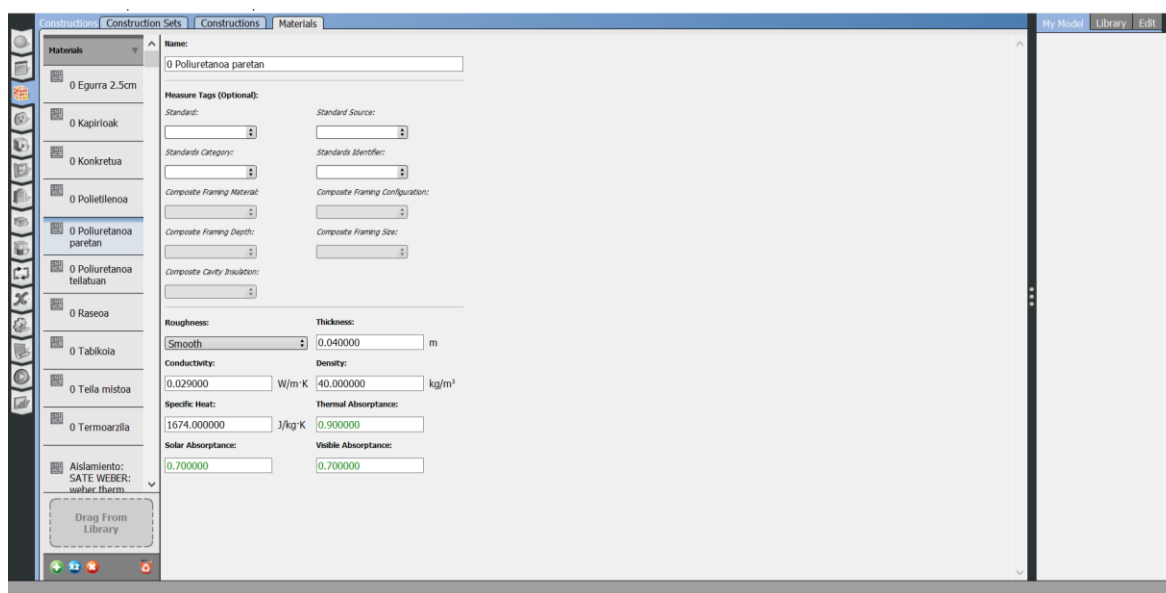 Constructions Construction Sets Constructions Materials My Model Library Edit
Materials
0 Egurra 2.5cm
0 Kapirioak
0 Konkretua
0 Polietilenoa
0 Poliuretanoa
paretan
0 Poliuretanoa
teilatuan
0 Raseoa
0 Tabikoia
0 Teila mistoa
0 Termoarzila
Aislamiento:
SATE WEBER:
weber therm
Drag From
Library
Name:
0 Poliuretanoa paretan
Measure Tags (Optional):
Standard: Standard Source:
Standards Category: Standards Identifier:
Composite Framing Material: Composite Framing Configuration:
Composite Framing Depth: Composite Framing Size:
Composite Cavity Insulation:
Roughness: Thickness:
Smooth 0.040000 m
Conductivity: Density:
0.029000 W/m·K 40.000000 kg/m³
Specific Heat: Thermal Absorptance:
1674.000000 J/kg·K 0.900000
Solar Absorptance: Visible Absorptance:
0.700000 0.700000